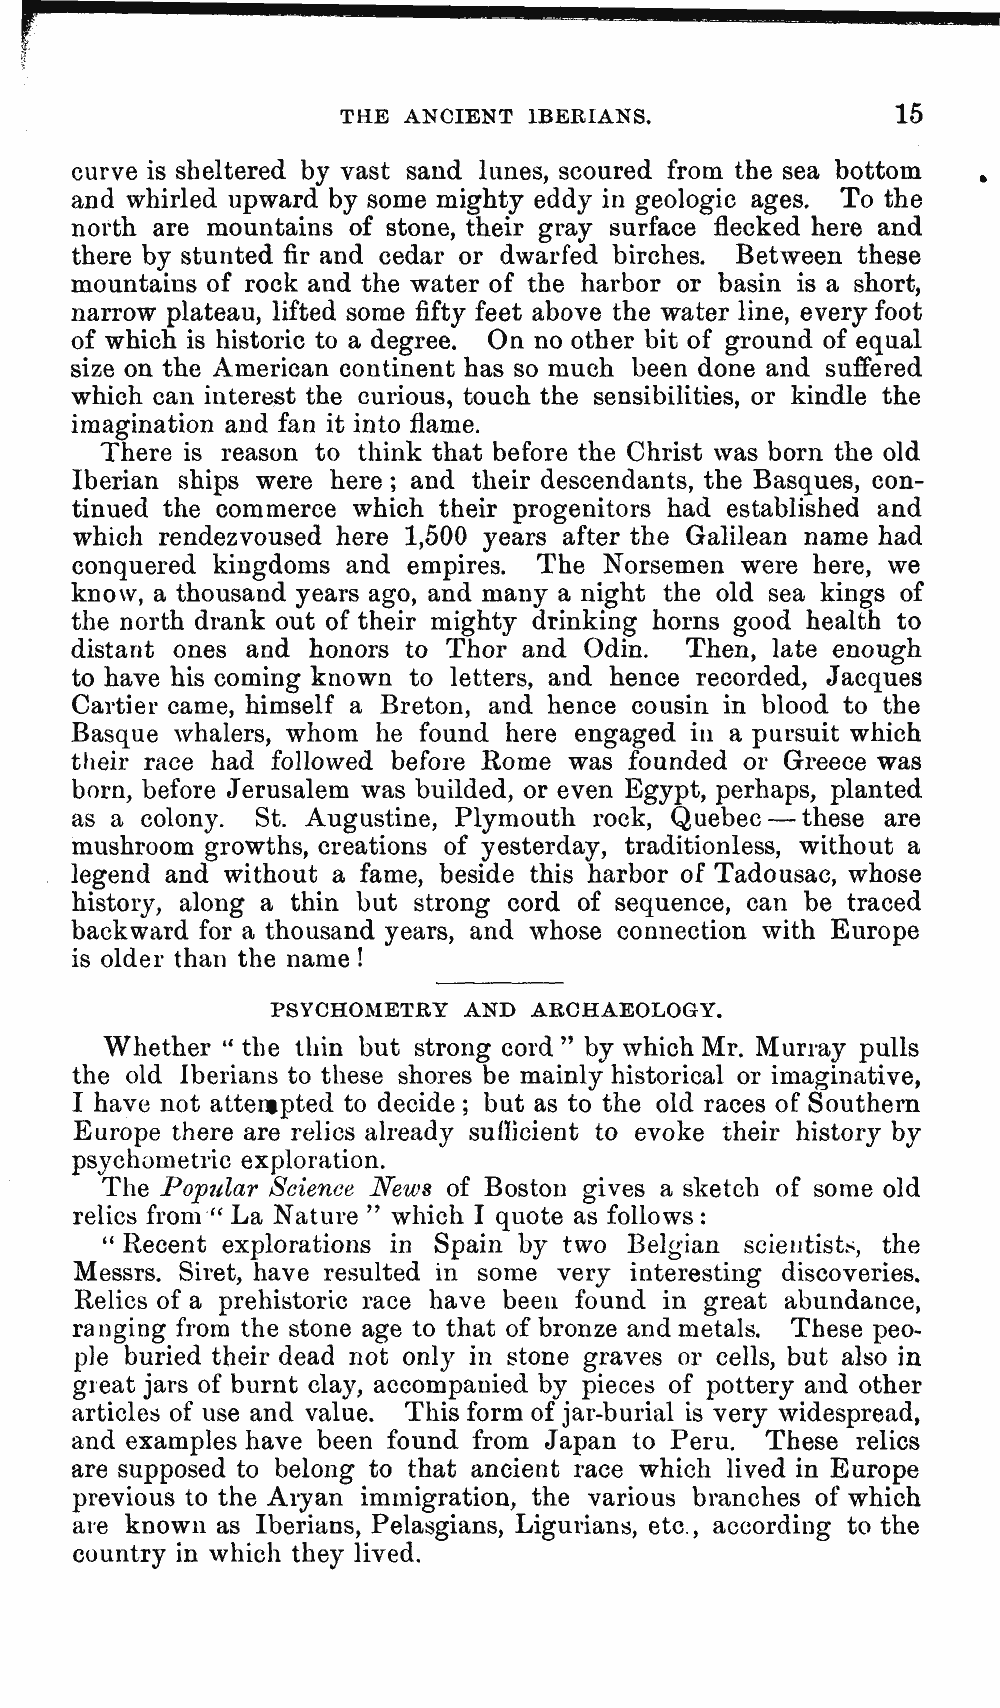 THE ANCIENT IBERIANS. 15
curve is sheltered by vast sand lunes, scoured from the sea bottom
and whirled upward by some mighty eddy in geologic ages. To the
north are mountains of stone, their gray surface flecked here and
there by stunted fir and cedar or dwarfed birches. Between these
mountains of rock and the water of the harbor or basin is a short,
narrow plateau, lifted some fifty feet above the water line, every foot
of which is historic to a degree. On no other bit of ground of equal
size on the American continent has so much been done and suffered
which can interest the curious, touch the sensibilities, or kindle the
imagination and fan it into flame.
There is reason to think that before the Christ was born the old
Iberian ships were here; and their descendants, the Basques, con-
tinued the commerce which their progenitors had established and
which rendezvoused here 1,500 years after the Galilean name had
conquered kingdoms and empires. The Norsemen were here, we
know, a thousand years ago, and many a night the old sea kings of
the north drank out of their mighty drinking horns good health to
distant ones and honors to Thor and Odin. Then, late enough
to have his coming known to letters, and hence recorded, Jacques
Cartier came, himself a Breton, and hence cousin in blood to the
Basque whalers, whom he found here engaged in a pursuit which
their race had followed before Rome was founded or Greece was
born, before Jerusalem was builded, or even Egypt, perhaps, planted
as a colony. St. Augustine, Plymouth rock, Quebec — these are
mushroom growths, creations of yesterday, traditionless, without a
legend and without a fame, beside this harbor of Tadousac, whose
history, along a thin but strong cord of sequence, can be traced
backward for a thousand years, and whose connection with Europe
is older than the name!
PSYCHOMETRY AND ARCHAEOLOGY.
Whether "the thin but strong cord" by which Mr. Murray pulls
the old Iberians to these shores be mainly historical or imaginative,
I have not attempted to decide; but as to the old races of Southern
Europe there are relics already sufficient to evoke their history by
psychometric exploration.
The Popular Science News of Boston gives a sketch of some old
relics from "La Nature" which I quote as follows:
"Recent explorations in Spain by two Belgian scientists, the
Messrs. Siret, have resulted in some very interesting discoveries.
Relics of a prehistoric race have been found in great abundance,
ranging from the stone age to that of bronze and metals. These peo-
ple buried their dead not only in stone graves or cells, but also in
great jars of burnt clay, accompanied by pieces of pottery and other
articles of use and value. This form of jar-burial is very widespread,
and examples have been found from Japan to Peru. These relics
are supposed to belong to that ancient race which lived in Europe
previous to the Aryan immigration, the various branches of which
are known as Iberians, Pelasgians, Ligurians, etc., according to the
country in which they lived.